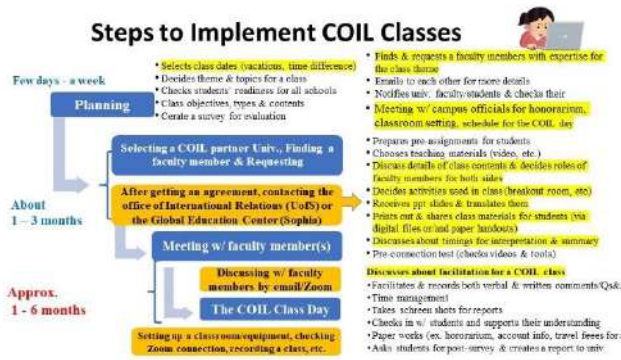 Steps to Implement COIL Classes
Few days - a week
Planning
• Selects class dates (vacations, time difference)
• Decides theme & topics for a class
• Checks students' readiness for all schools
• Class objectives, types & contents
• Cerate a survey for evaluation
• Finds & requests a faculty members with expertise for
the class theme
• Emails to each other for more details
• Notifies univ. faculty/students & checks their
• Meeting w/ campus officials for honorarium,
classroom setting, schedule for the COIL day
Selecting a COIL partner Univ., Finding a
faculty member & Requesting
After getting an agreement, contacting the
office of International Relations (UofS) or
the Global Education Center (Sophia)
• Prepares pre-assignments for students
• Chooses teaching materials (video, etc.)
• Discuss details of class contents & decides roles of
faculty members for both sides
• Decides activities used in class (breakout room, etc)
• Receives ppt slides & translates them
• Prints out & shares class materials for students (via
digital files or/and paper handouts)
• Discusses about timings for interpretation & summary
• Pre-connection test (checks videos & tools)
About
1 – 3 months
Meeting w/ faculty member(s)
Discussing w/ faculty
members by email/Zoom
Approx.
1 - 6 months
The COIL Class Day
Setting up a classroom/equipment, checking
Zoom connection, recording a class, etc.
Discusses about facilitation for a COIL class
• Facilitates & records both verbal & written comments/Qs&
• Time management
• Takes schreen shots for reports
• Checks in w/ students and supports their understanding
• Paper works (ex. hororarium, account info, travel feees for
• Asks students for post-survey & creates a report to univ